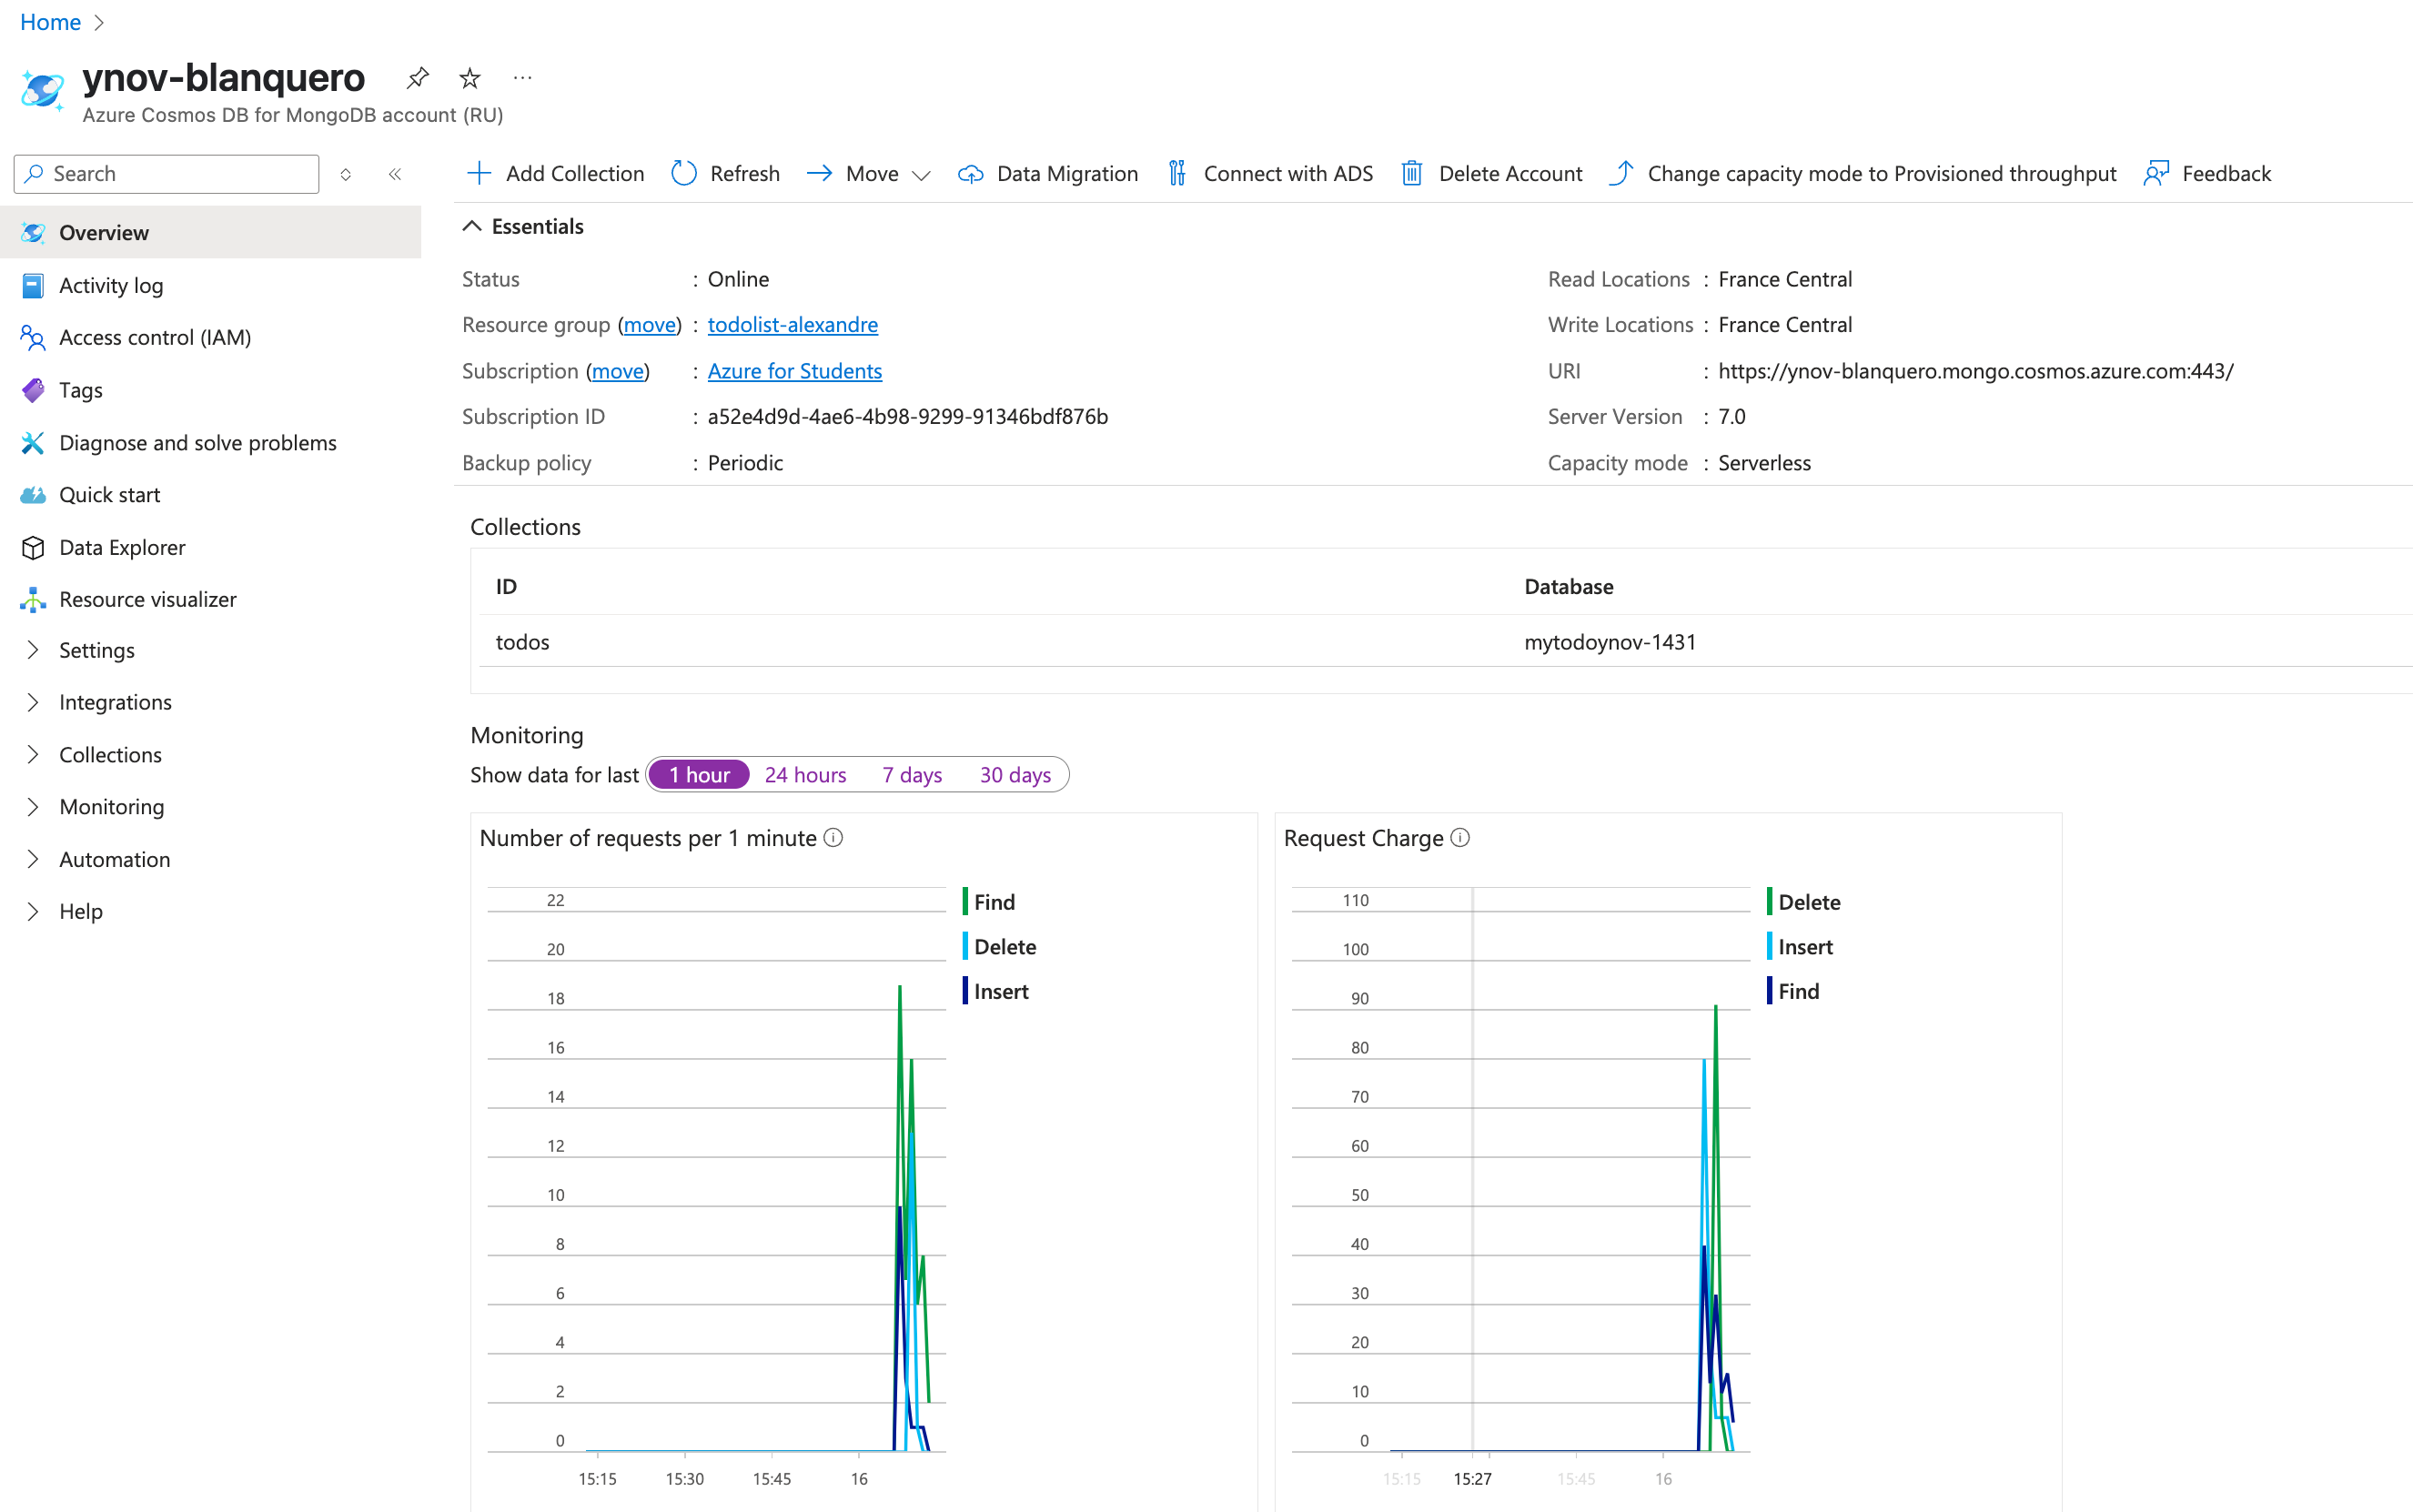 Home
ynov-blanquero
Azure Cosmos DB for MongoDB account (RU)
Search
Add Collection Refresh Move Data Migration Connect with ADS Delete Account Change capacity mode to Provisioned throughput Feedback
Overview
Activity log
Access control (IAM)
Tags
Diagnose and solve problems
Quick start
Data Explorer
Resource visualizer
Settings
Integrations
Collections
Monitoring
Automation
Help
Essentials
Status : Online
Resource group (move) : todolist-alexandre
Subscription (move) : Azure for Students
Subscription ID : a52e4d9d-4ae6-4b98-9299-91346bdf876b
Backup policy : Periodic
Read Locations : France Central
Write Locations : France Central
URI : https://ynov-blanquero.mongo.cosmos.azure.com:443/
Server Version : 7.0
Capacity mode : Serverless
Collections
ID Database
todos mytodoynov-1431
Monitoring
Show data for last 1 hour 24 hours 7 days 30 days
Number of requests per 1 minute
22
20
18
16
14
12
10
8
6
4
2
0
15:15 15:30 15:45 16
Find
Delete
Insert
Request Charge
110
100
90
80
70
60
50
40
30
20
10
0
15:15 15:27 15:45 16
Delete
Insert
Find